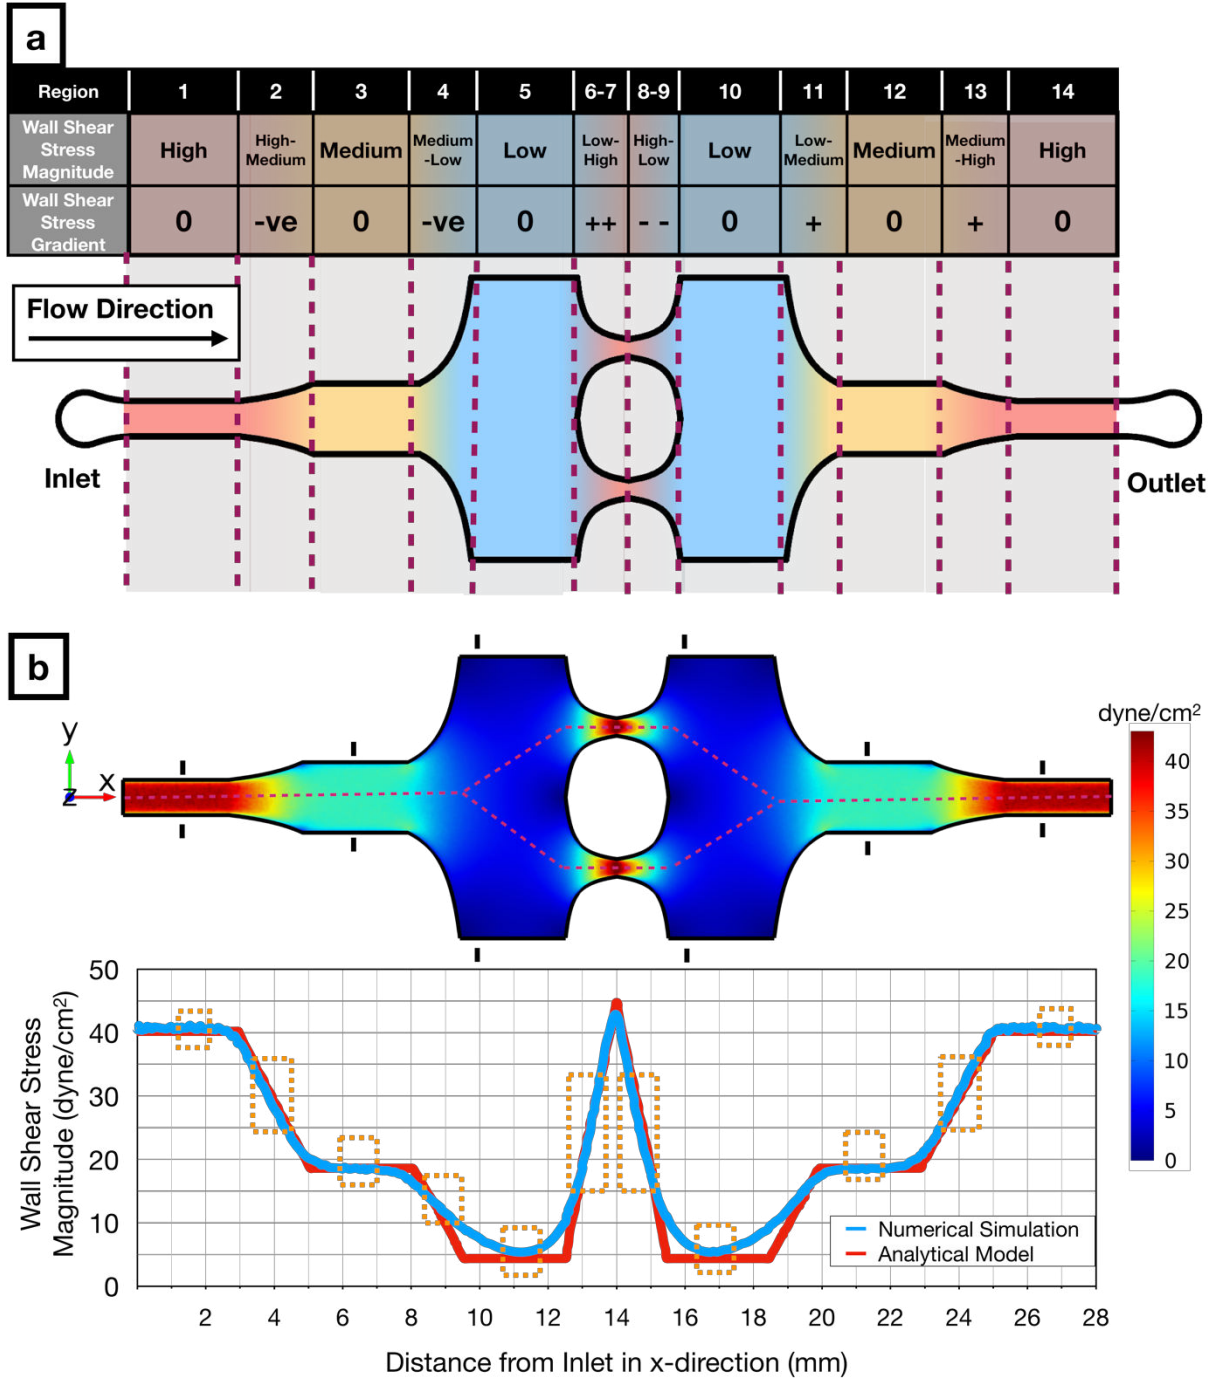 a
Region 1 2 3 4 5 6-7 8-9 10 11 12 13 14
Wall Shear
Stress
Magnitude
High
High-
Medium
Medium
Medium
-Low
Low
Low-
High
High-
Low
Low
Low-
Medium
Medium
Medium
-High
High
Wall Shear
Stress
Gradient
0 -ve 0 -ve 0 ++ - - 0 + 0 + 0
Flow Direction
Inlet
Outlet
b
y
x
z
dyne/cm²
40
35
30
25
20
15
10
5
0
Wall Shear Stress
Magnitude (dyne/cm²)
50
40
30
20
10
0
Numerical Simulation
Analytical Model
2 4 6 8 10 12 14 16 18 20 22 24 26 28
Distance from Inlet in x-direction (mm)